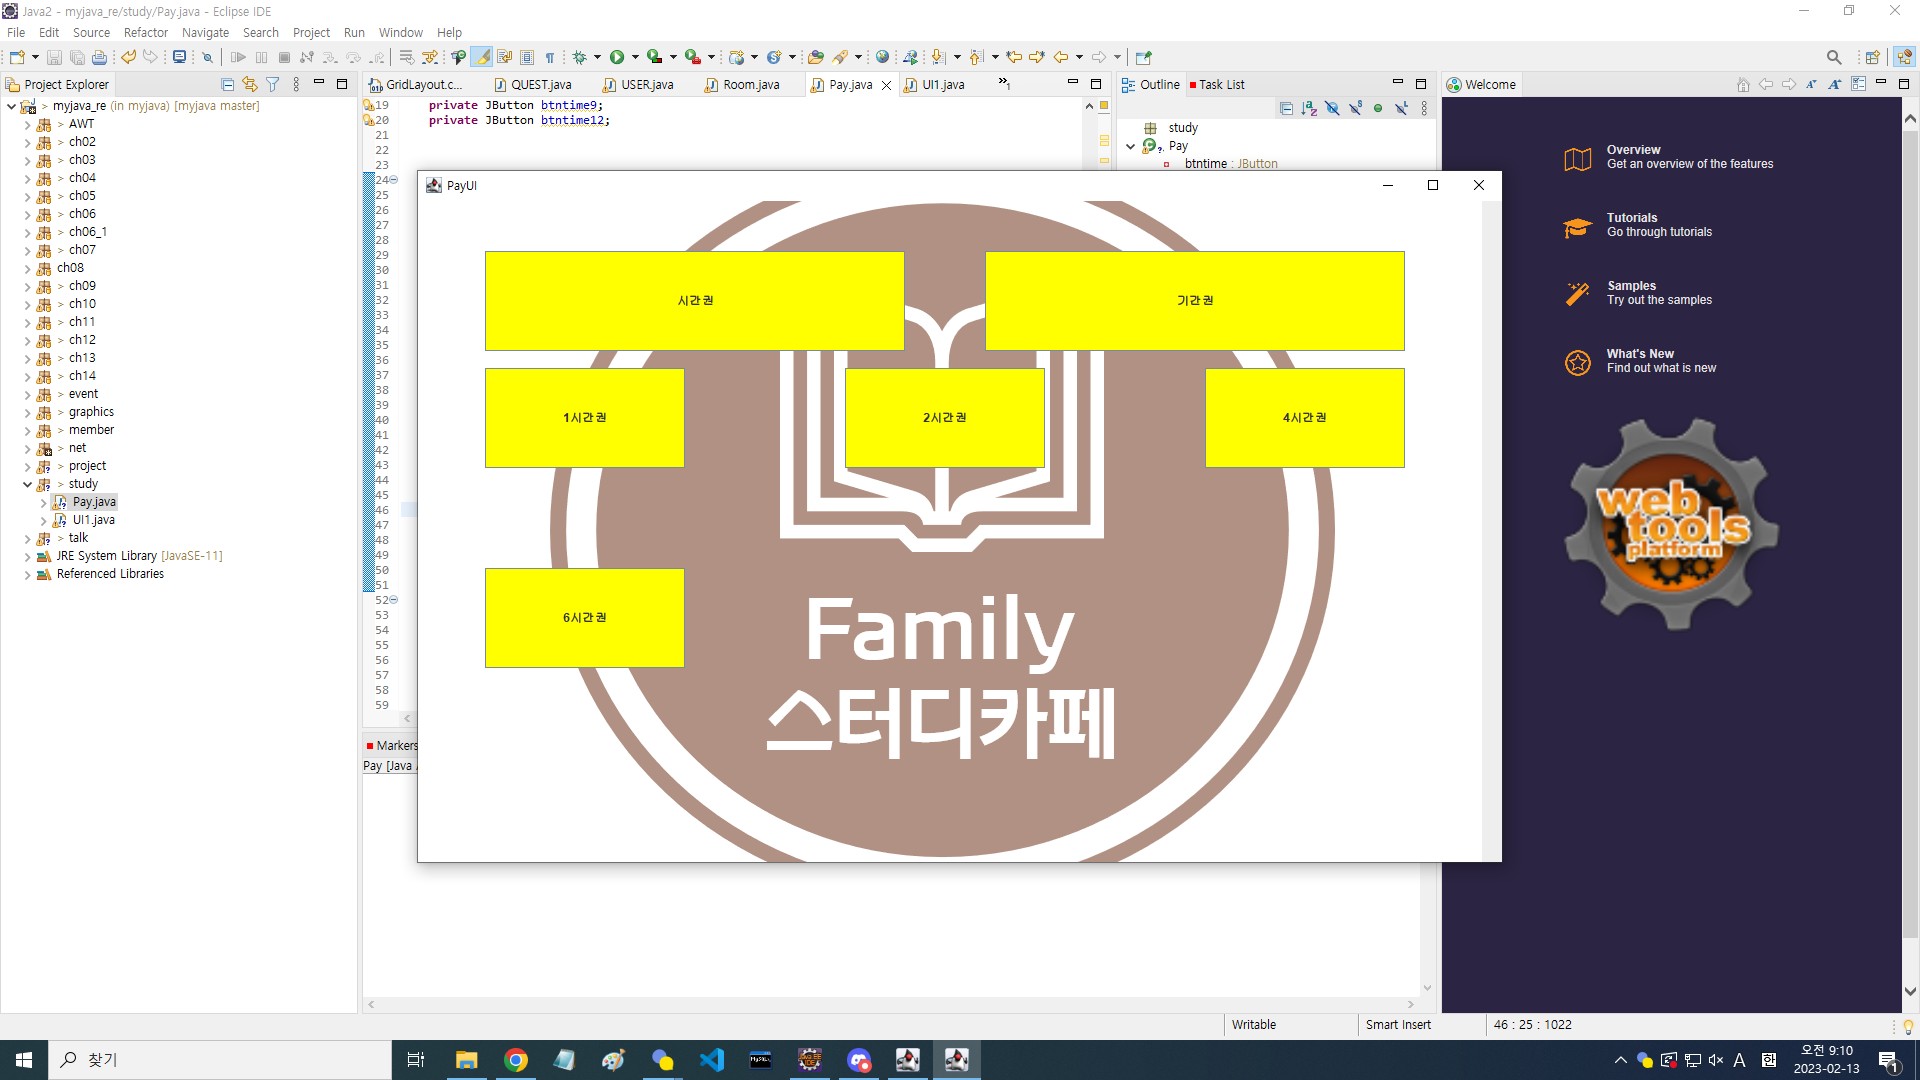 Java2 - myjava_re/study/Pay.java - Eclipse IDE
File Edit Source Refactor Navigate Search Project Run Window Help
Project Explorer
GridLayout.c... QUEST.java USER.java Room.java Pay.java UI1.java »1
Outline Task List
Welcome
> myjava_re (in myjava) [myjava master]
> AWT
> ch02
> ch03
> ch04
> ch05
> ch06
> ch06_1
> ch07
ch08
> ch09
> ch10
> ch11
> ch12
> ch13
> ch14
> event
> graphics
> member
> net
> project
> study
Pay.java
UI1.java
> talk
JRE System Library [JavaSE-11]
Referenced Libraries
19 private JButton btntime9;
20 private JButton btntime12;
21
22
23
24
25
26
27
28
29
30
31
32
33
34
35
36
37
38
39
40
41
42
43
44
45
46
47
48
49
50
51
52
53
54
55
56
57
58
59
study
Pay
btntime : JButton
PayUI
시간권
기간권
1시간권
2시간권
4시간권
6시간권
Family
스터디카페
Markers
Pay [Java
Overview
Get an overview of the features
Tutorials
Go through tutorials
Samples
Try out the samples
What's New
Find out what is new
web
tools
platform
Writable
Smart Insert
46 : 25 : 1022
찾기
A
한
오전 9:10
2023-02-13
1